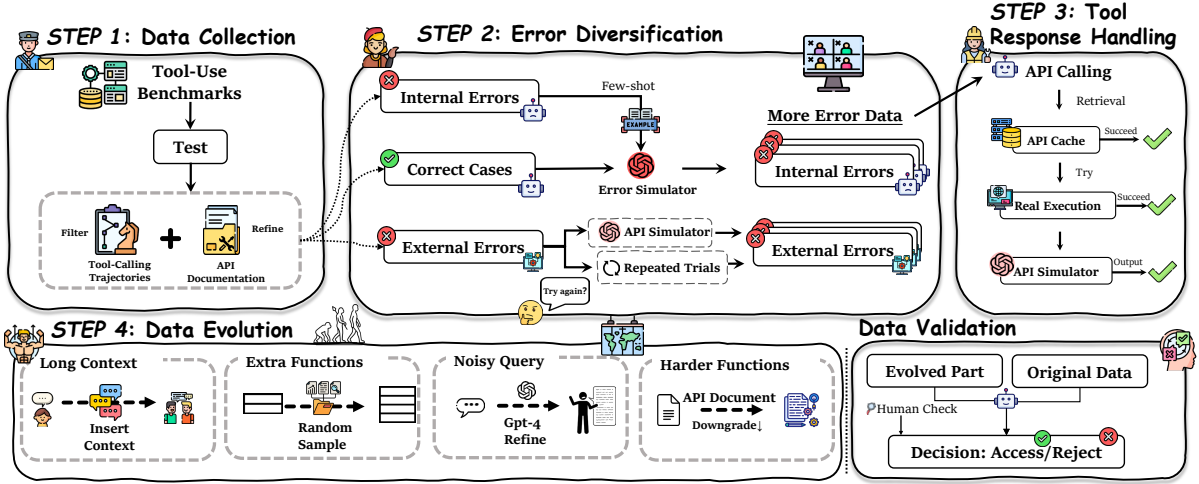 STEP 1: Data Collection
Tool-Use
Benchmarks
Test
Filter
Refine
Tool-Calling
Trajectories
API
Documentation
STEP 2: Error Diversification
Internal Errors
Few-shot
EXAMPLE
Correct Cases
Error Simulator
External Errors
API Simulator
Repeated Trials
Try again?
More Error Data
Internal Errors
External Errors
STEP 3: Tool
Response Handling
API Calling
Retrieval
API Cache
Succeed
Try
Real Execution
Succeed
API Simulator
Output
STEP 4: Data Evolution
Long Context
Insert
Context
Extra Functions
Random
Sample
Noisy Query
Gpt-4
Refine
Harder Functions
API Document
Downgrade↓
Data Validation
Evolved Part
Original Data
Human Check
Decision: Access/Reject